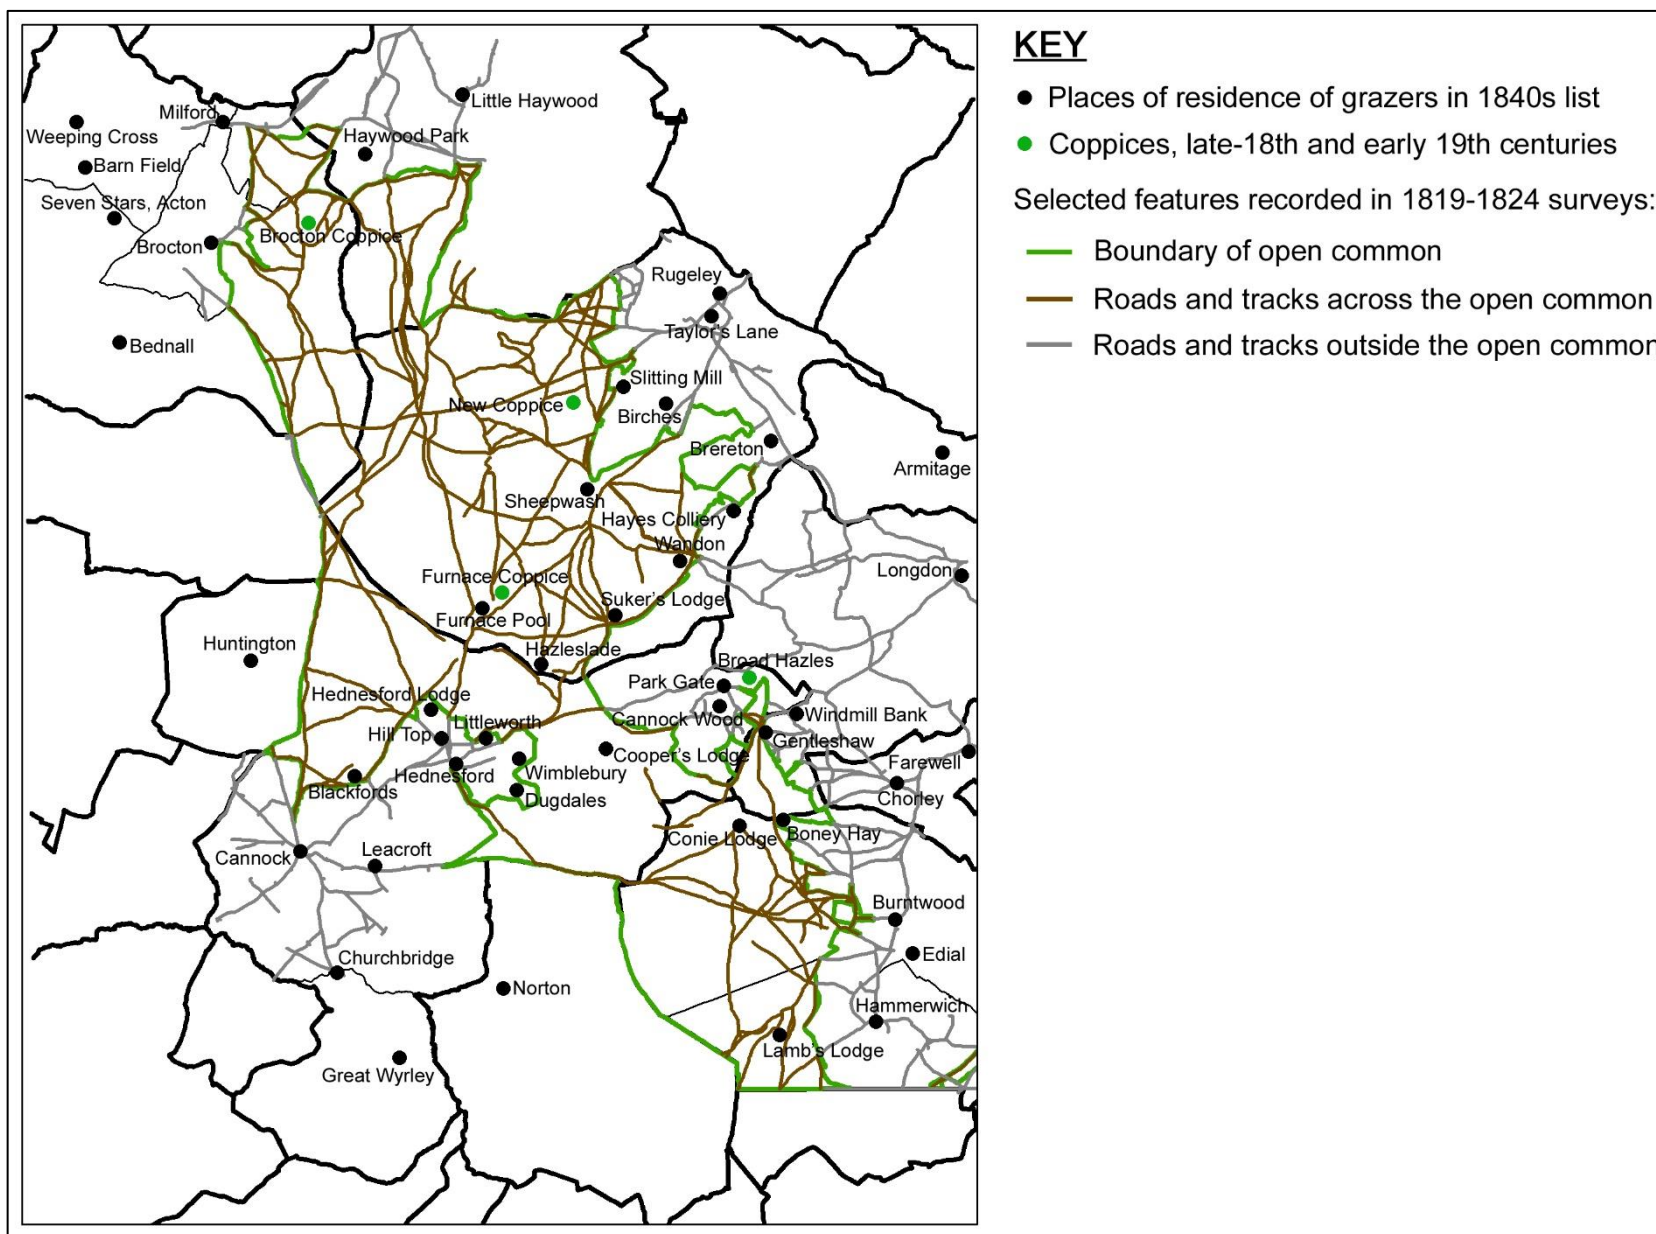 KEY
Places of residence of grazers in 1840s list
Coppices, late-18th and early 19th centuries
Selected features recorded in 1819-1824 surveys:
Boundary of open common
Roads and tracks across the open common
Roads and tracks outside the open common
Little Haywood
Milford
Weeping Cross
Haywood Park
Barn Field
Seven Stars, Acton
Brocton
Brocton Coppice
Rugeley
Taylor's Lane
Bednall
Slitting Mill
New Coppice
Birches
Brereton
Armitage
Sheepwash
Hayes Colliery
Wandon
Longdon
Furnace Coppice
Suker's Lodge
Furnace Pool
Huntington
Hazleslade
Broad Hazles
Park Gate
Hednesford Lodge
Cannock Wood
Windmill Bank
Littleworth
Hill Top
Gentleshaw
Cooper's Lodge
Farewell
Hednesford
Wimblebury
Blackfords
Dugdales
Chorley
Conie Lodge
Boney Hay
Cannock
Leacroft
Burntwood
Churchbridge
Edial
Norton
Hammerwich
Lamb's Lodge
Great Wyrley